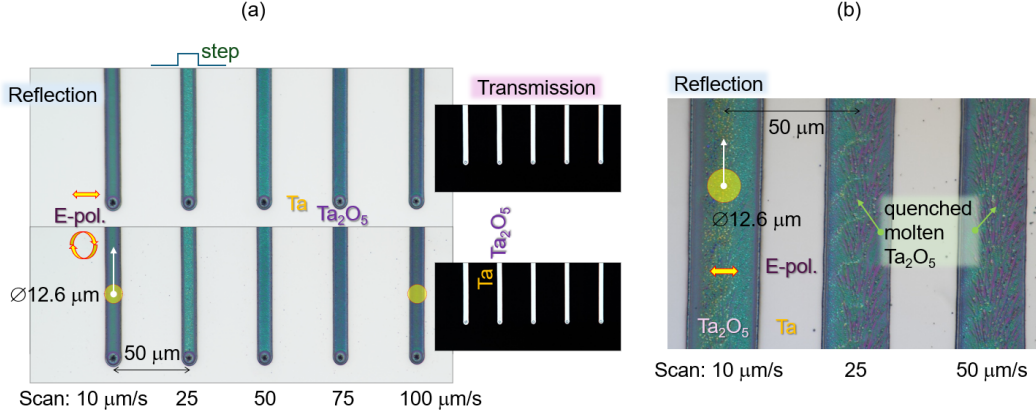 (a)
(b)
step
Reflection
Transmission
Reflection
50 μm
E-pol.
Ta
Ta₂O₅
∅12.6 μm
quenched
molten
Ta₂O₅
Ta₂O₅
Ta
∅12.6 μm
E-pol.
50 μm
Ta₂O₅
Ta
Scan: 10 μm/s
25
50
75
100 μm/s
Scan: 10 μm/s
25
50 μm/s